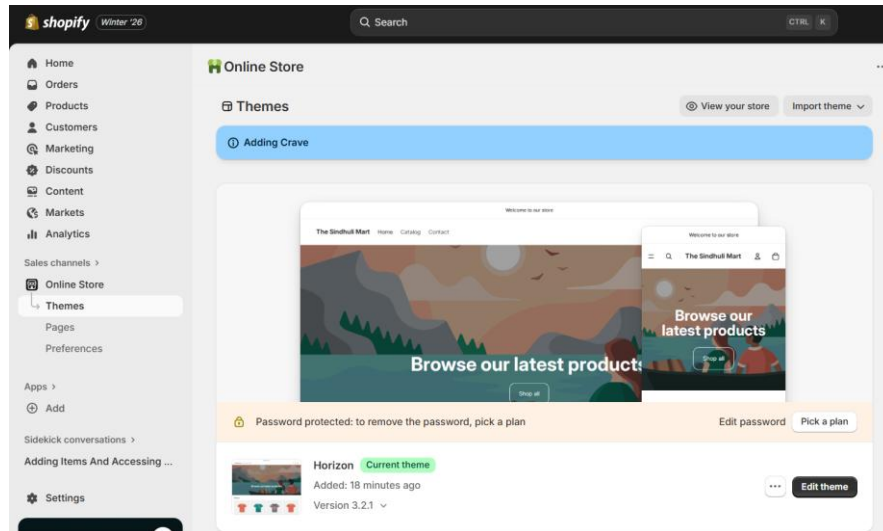 shopify Winter '26
Search
CTRL K
Home
Orders
Products
Customers
Marketing
Discounts
Content
Markets
Analytics
Sales channels >
Online Store
Themes
Pages
Preferences
Apps >
Add
Sidekick conversations >
Adding Items And Accessing ...
Settings
Online Store
Themes
View your store
Import theme
Adding Crave
Welcome to our store
The Sindhuli Mart Home Catalog Contact
Browse our latest products
Shop all
Welcome to our store
The Sindhuli Mart
Browse our
latest products
Shop all
Password protected: to remove the password, pick a plan
Edit password
Pick a plan
Horizon Current theme
Added: 18 minutes ago
Version 3.2.1
Edit theme